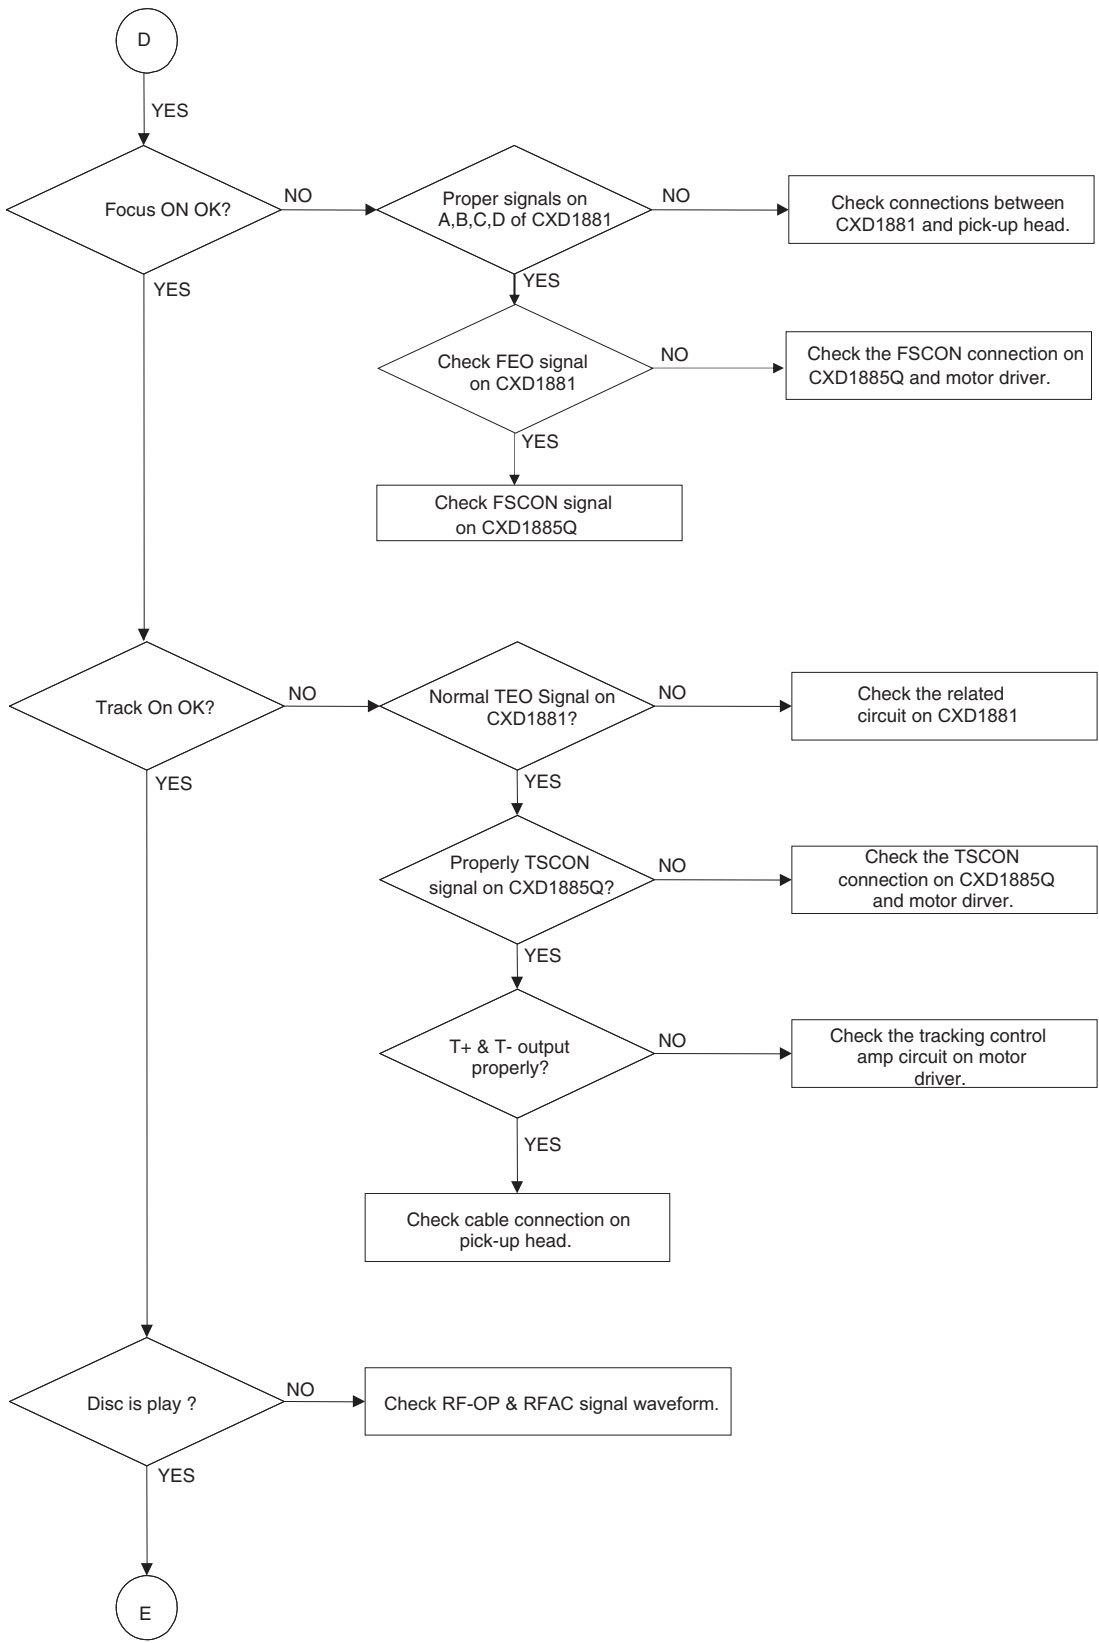 D
YES
Focus ON OK?
NO
Proper signals on
A,B,C,D of CXD1881
NO
Check connections between
CXD1881 and pick-up head.
YES
YES
Check FEO signal
on CXD1881
NO
Check the FSCON connection on
CXD1885Q and motor driver.
YES
Check FSCON signal
on CXD1885Q
Track On OK?
NO
Normal TEO Signal on
CXD1881?
NO
Check the related
circuit on CXD1881
YES
YES
Properly TSCON
signal on CXD1885Q?
NO
Check the TSCON
connection on CXD1885Q
and motor dirver.
YES
T+ & T- output
properly?
NO
Check the tracking control
amp circuit on motor
driver.
YES
Check cable connection on
pick-up head.
Disc is play ?
NO
Check RF-OP & RFAC signal waveform.
YES
E